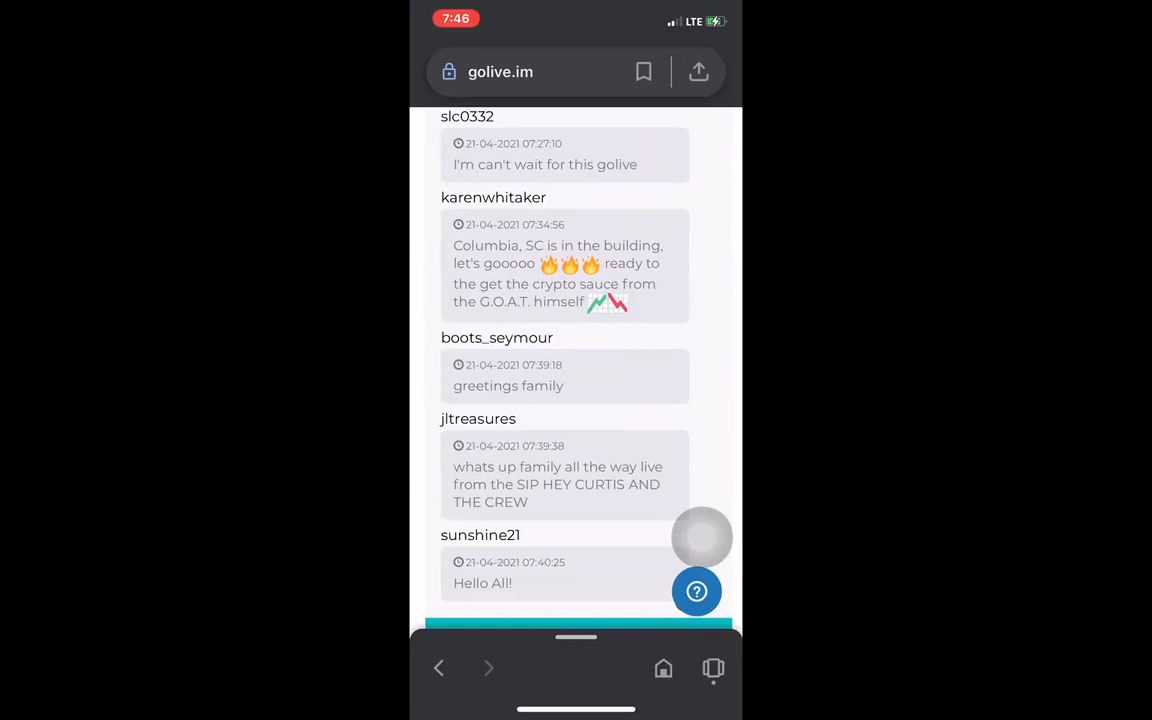 7:46
LTE
golive.im
slc0332
21-04-2021 07:27:10
I'm can't wait for this golive
karenwhitaker
21-04-2021 07:34:56
Columbia, SC is in the building,
let's gooooo 🔥🔥🔥 ready to
the get the crypto sauce from
the G.O.A.T. himself
boots_seymour
21-04-2021 07:39:18
greetings family
jltreasures
21-04-2021 07:39:38
whats up family all the way live
from the SIP HEY CURTIS AND
THE CREW
sunshine21
21-04-2021 07:40:25
Hello All!